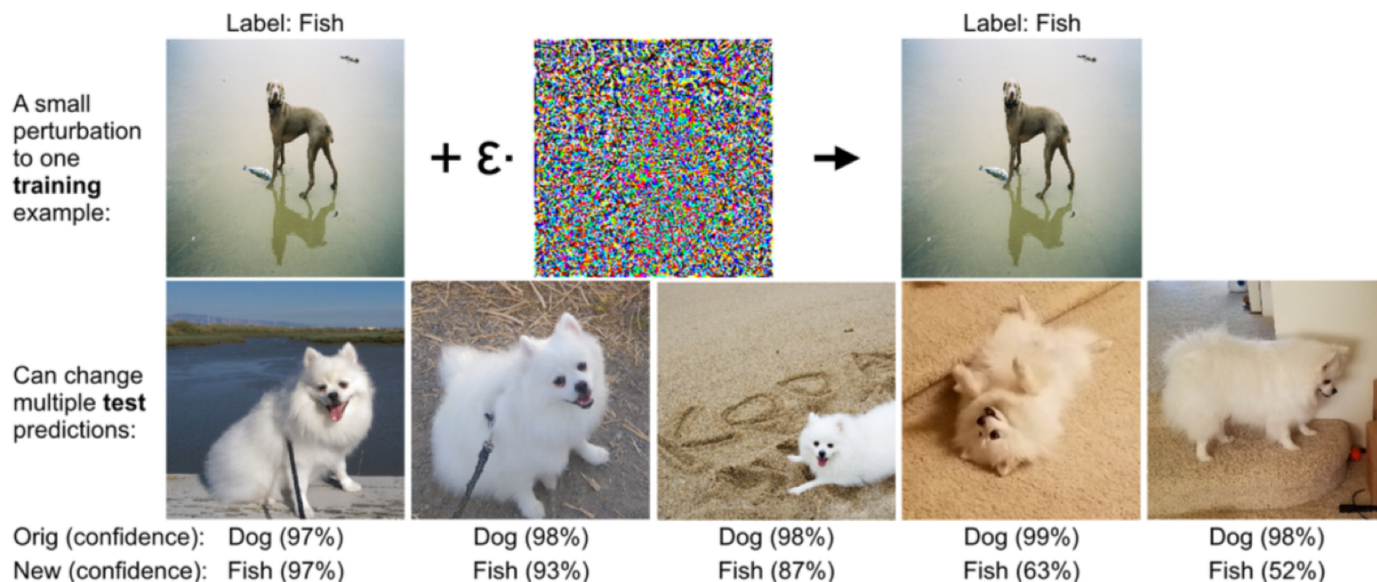 Label: Fish
Label: Fish
A small
perturbation
to one
training
example:
+ ε·
Can change
multiple test
predictions:
Orig (confidence): Dog (97%) Dog (98%) Dog (98%) Dog (99%) Dog (98%)
New (confidence): Fish (97%) Fish (93%) Fish (87%) Fish (63%) Fish (52%)